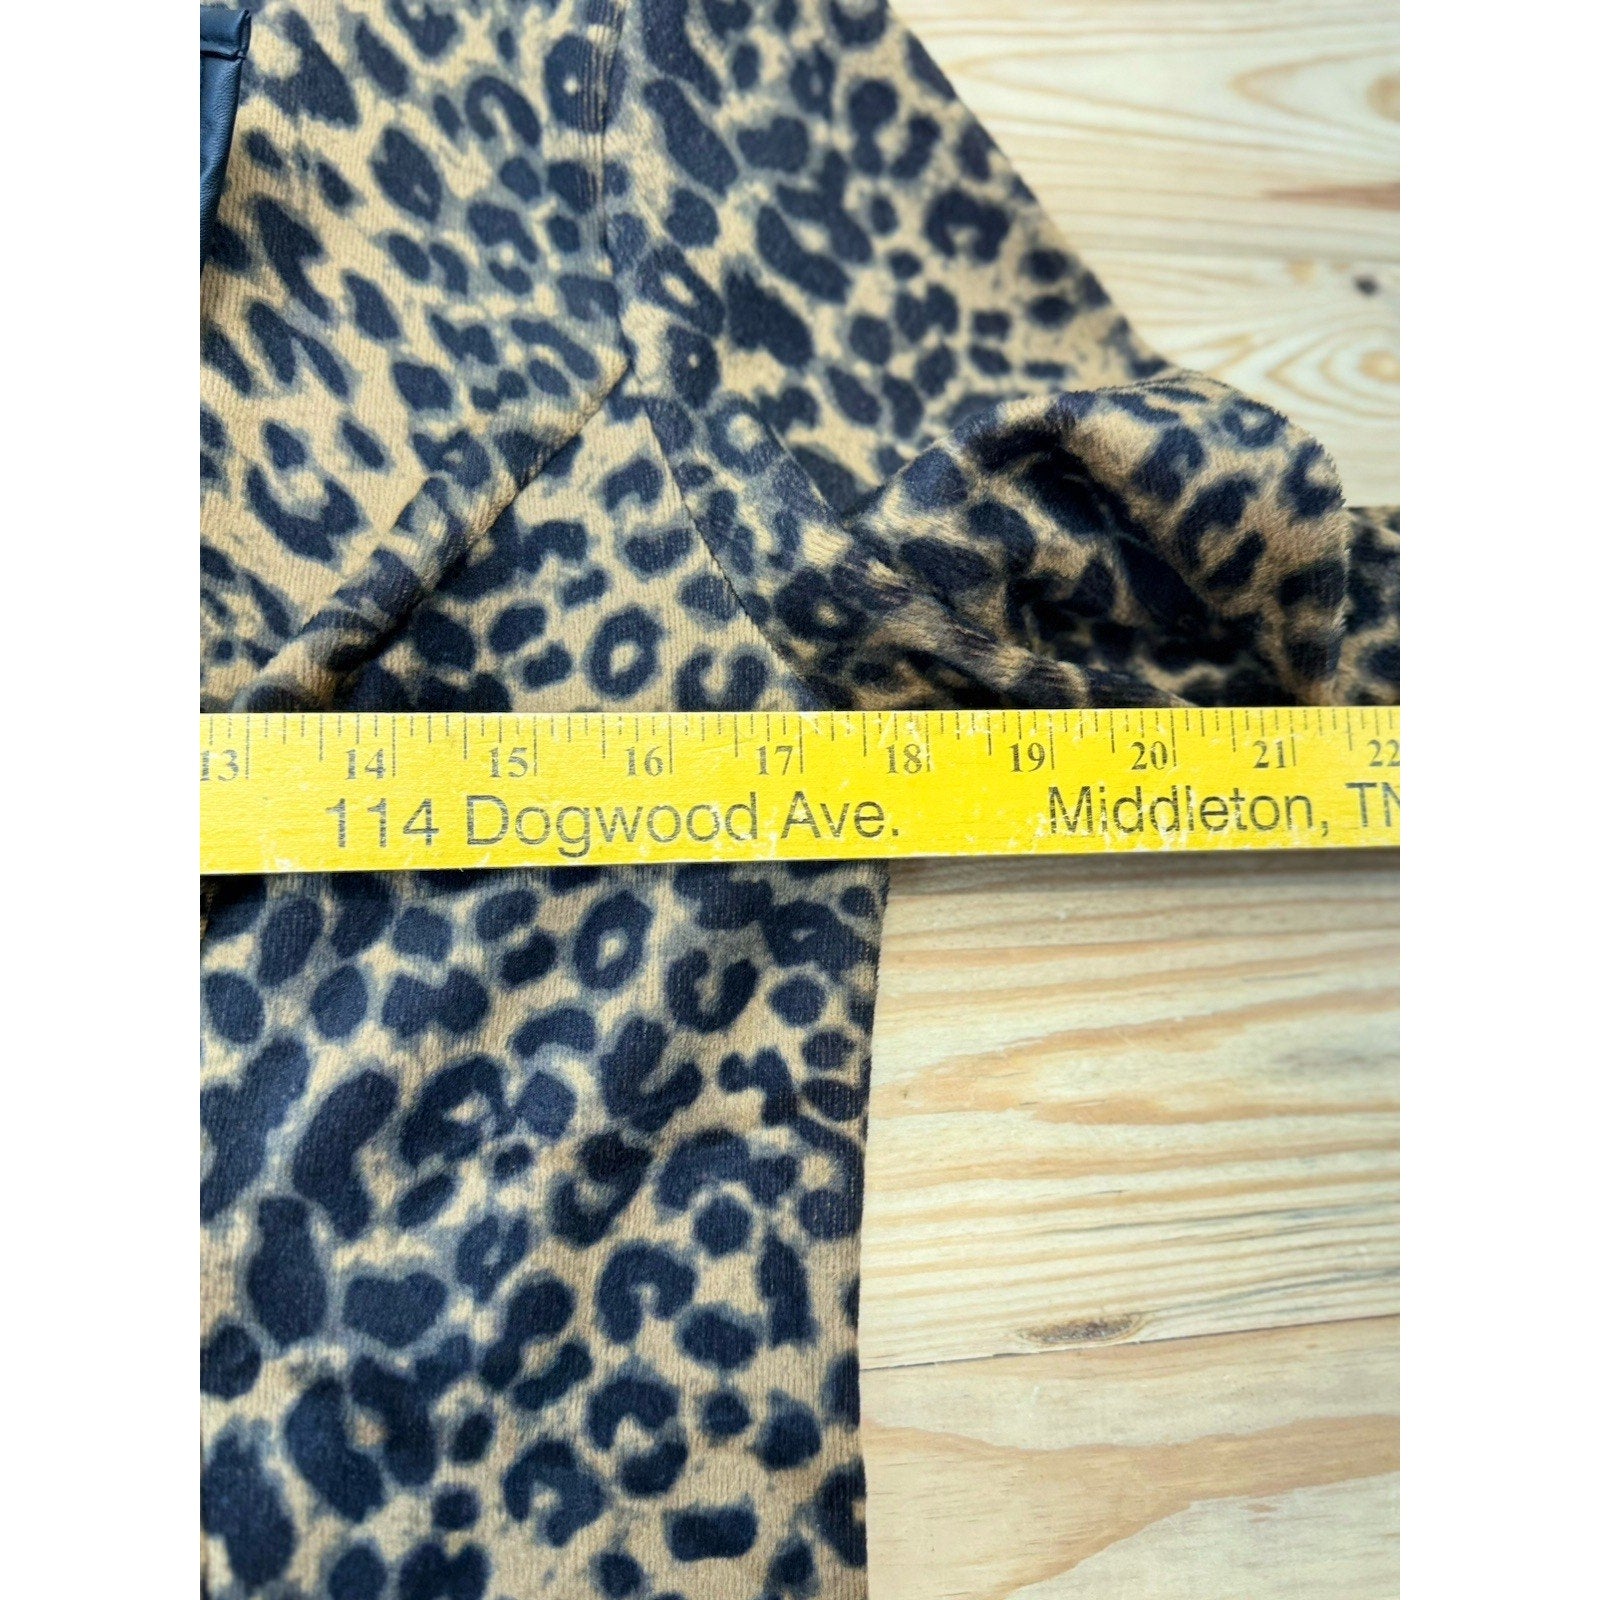 13 14 15 16 17 18 19 20 21 22
114 Dogwood Ave. Middleton, TN